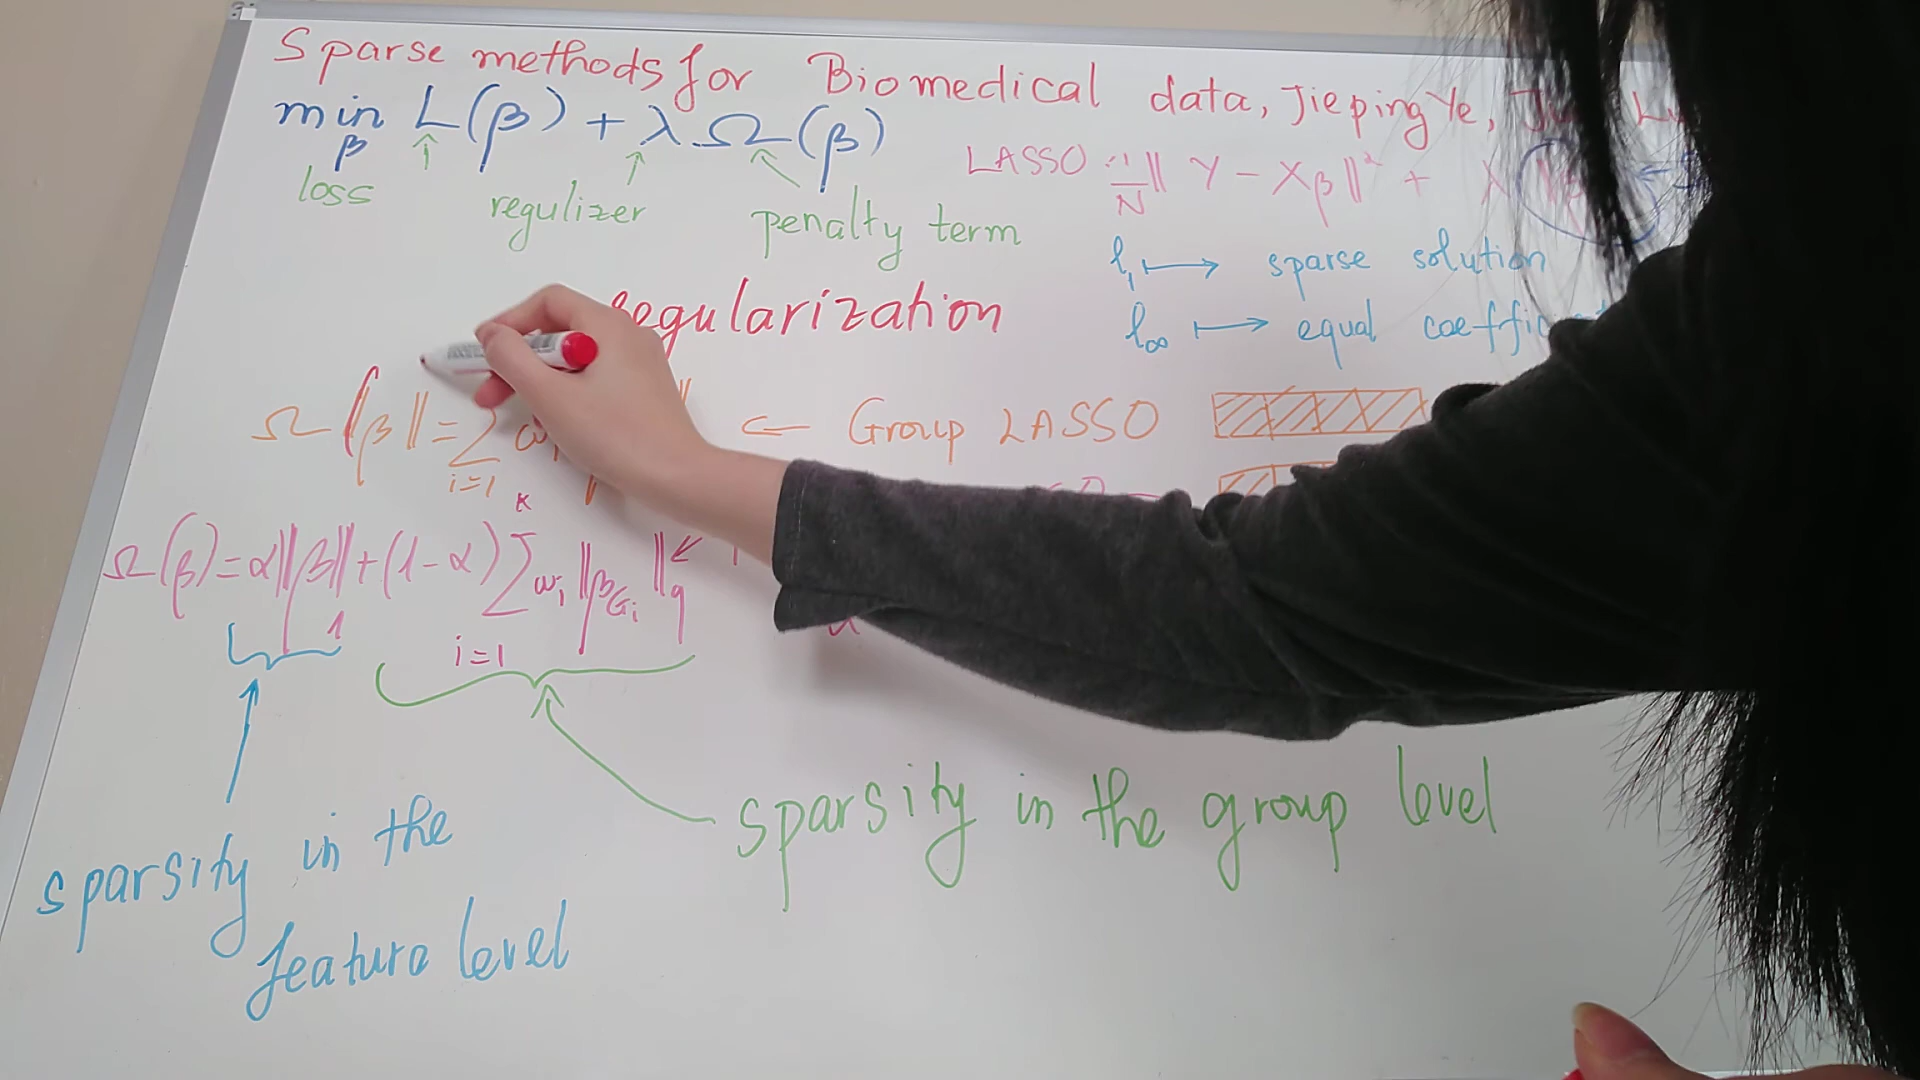 Sparse methods for Biomedical data, Jieping Ye,
min L(β) + λ Ω(β)
β
loss
regulizer
penalty term
LASSO : 1/N ‖ Y - Xβ ‖² + λ
l₁ ↦ sparse solution
l∞ ↦ equal
regularization
Ω ‖β‖ = Σ ω
i=1
← Group LASSO
K
Ω(β) = α‖β‖₁ + (1-α) Σ ωᵢ ‖β_Gᵢ‖_q
i=1
sparsity in the group level
sparsity in the
feature level